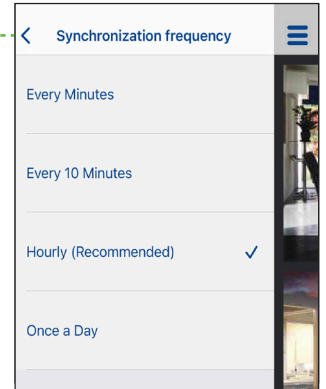 Synchronization frequency
Every Minutes
Every 10 Minutes
Hourly (Recommended)
Once a Day